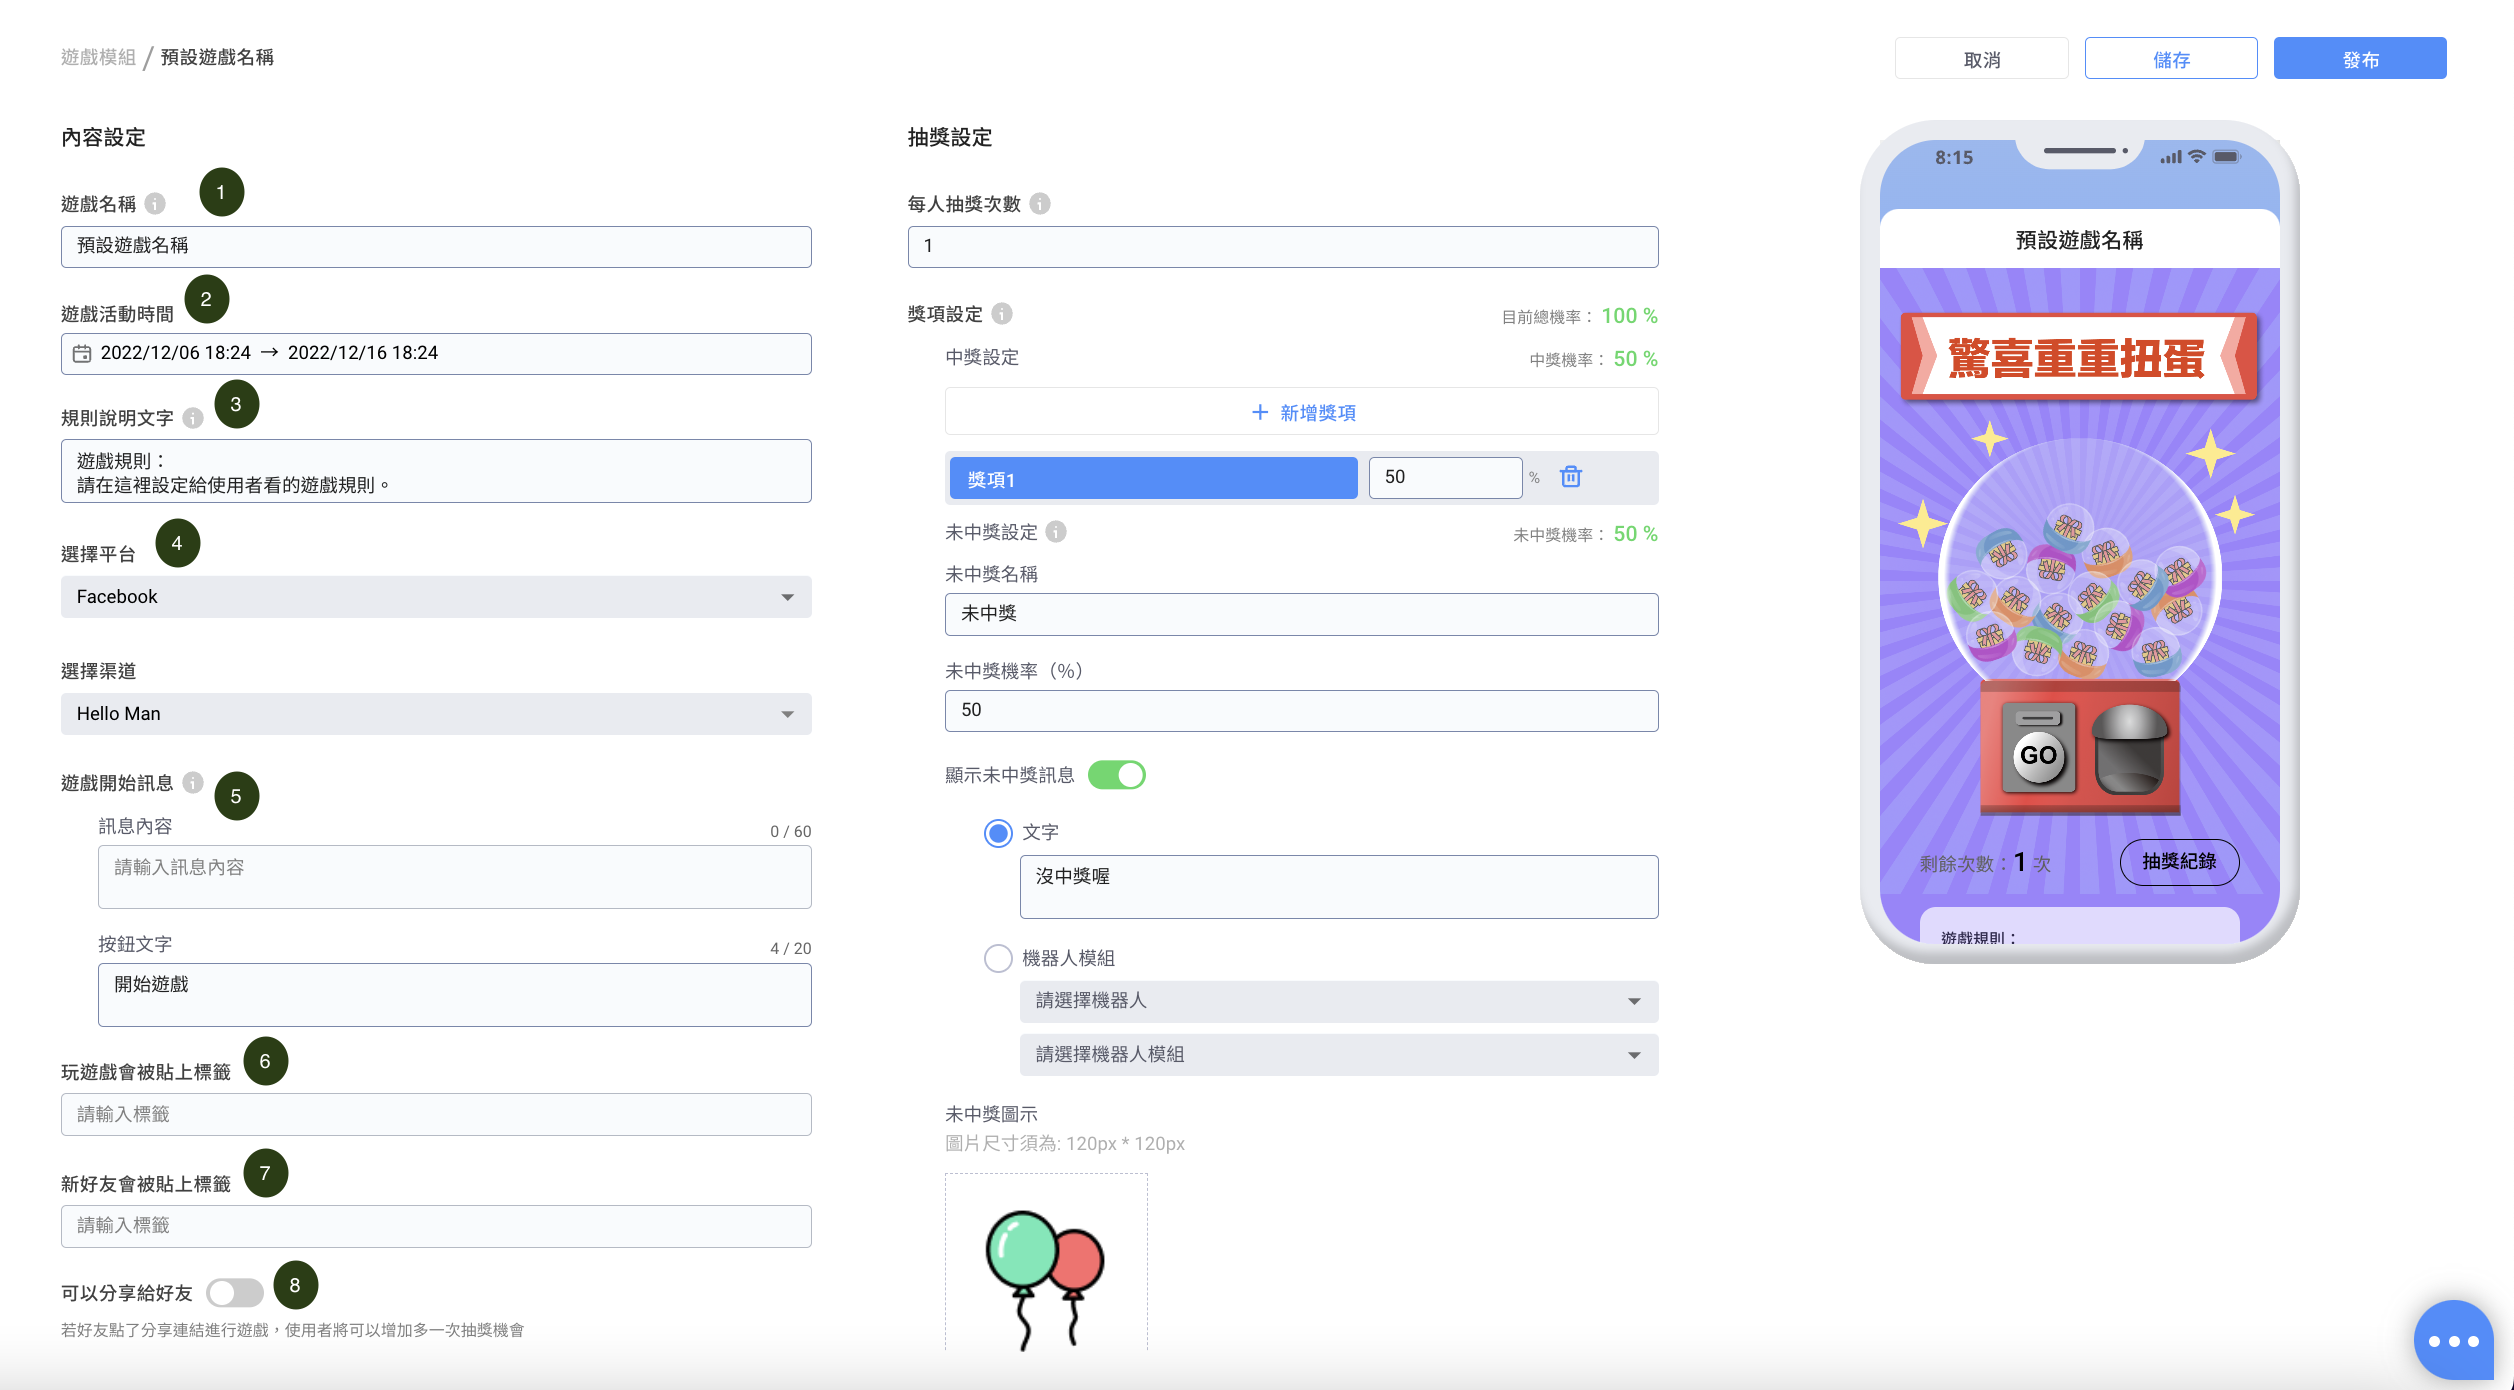 遊戲模組 / 預設遊戲名稱
取消
儲存
發布
內容設定
遊戲名稱 i
1
預設遊戲名稱
遊戲活動時間
2
2022/12/06 18:24 → 2022/12/16 18:24
規則說明文字 i
3
遊戲規則：
請在這裡設定給使用者看的遊戲規則。
選擇平台
4
Facebook
選擇渠道
Hello Man
遊戲開始訊息 i
5
訊息內容
0 / 60
請輸入訊息內容
按鈕文字
4 / 20
開始遊戲
玩遊戲會被貼上標籤
6
請輸入標籤
新好友會被貼上標籤
7
請輸入標籤
可以分享給好友
8
若好友點了分享連結進行遊戲，使用者將可以增加多一次抽獎機會
抽獎設定
每人抽獎次數 i
1
獎項設定 i
目前總機率： 100 %
中獎設定
中獎機率： 50 %
+ 新增獎項
獎項1
50
%
未中獎設定 i
未中獎機率： 50 %
未中獎名稱
未中獎
未中獎機率（%）
50
顯示未中獎訊息
文字
沒中獎喔
機器人模組
請選擇機器人
請選擇機器人模組
未中獎圖示
圖片尺寸須為: 120px * 120px
8:15
預設遊戲名稱
驚喜重重扭蛋
GO
剩餘次數：1 次
抽獎紀錄
遊戲規則：